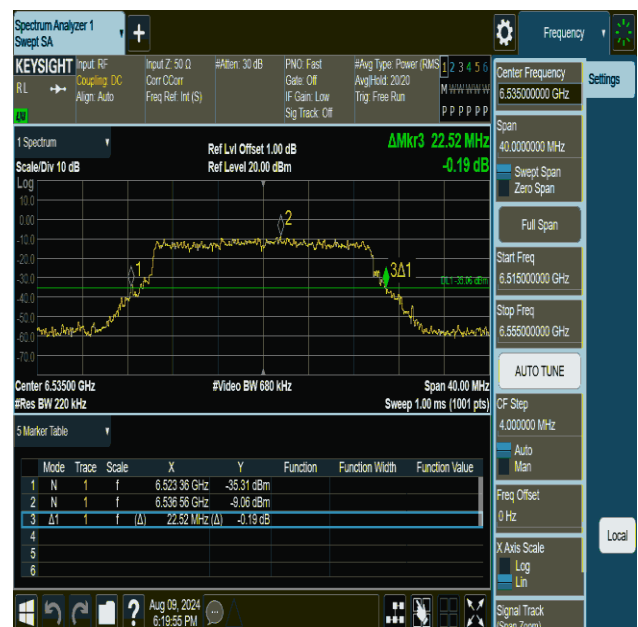 Spectrum Analyzer 1
Swept SA
+
Frequency
KEYSIGHT
RL
Input: RF
Coupling: DC
Align: Auto
Input Z: 50 Ω
Corr CCorr
Freq Ref: Int (S)
#Atten: 30 dB
PNO: Fast
Gate: Off
IF Gain: Low
Sig Track: Off
#Avg Type: Power (RMS
Avg|Hold: 20/20
Trig: Free Run
1 2 3 4 5 6
M W W W W W
P P P P P P
LXI
1 Spectrum
Scale/Div 10 dB
Ref Lvl Offset 1.00 dB
Ref Level 20.00 dBm
ΔMkr3 22.52 MHz
-0.19 dB
Log
10.0
0.00
-10.0
-20.0
-30.0
-40.0
-50.0
-60.0
-70.0
1
2
3Δ1
DL1 -35.06 dBm
Center 6.53500 GHz
#Video BW 680 kHz
Span 40.00 MHz
#Res BW 220 kHz
Sweep 1.00 ms (1001 pts)
5 Marker Table
Mode Trace Scale X Y Function Function Width Function Value
1 N 1 f 6.523 36 GHz -35.31 dBm
2 N 1 f 6.536 56 GHz -9.06 dBm
3 Δ1 1 f (Δ) 22.52 MHz (Δ) -0.19 dB
4
5
6
Aug 09, 2024
6:19:55 PM
?
Center Frequency
6.535000000 GHz
Span
40.0000000 MHz
Swept Span
Zero Span
Full Span
Start Freq
6.515000000 GHz
Stop Freq
6.555000000 GHz
AUTO TUNE
CF Step
4.000000 MHz
Auto
Man
Freq Offset
0 Hz
X Axis Scale
Log
Lin
Signal Track
(Span Zoom)
Settings
Local